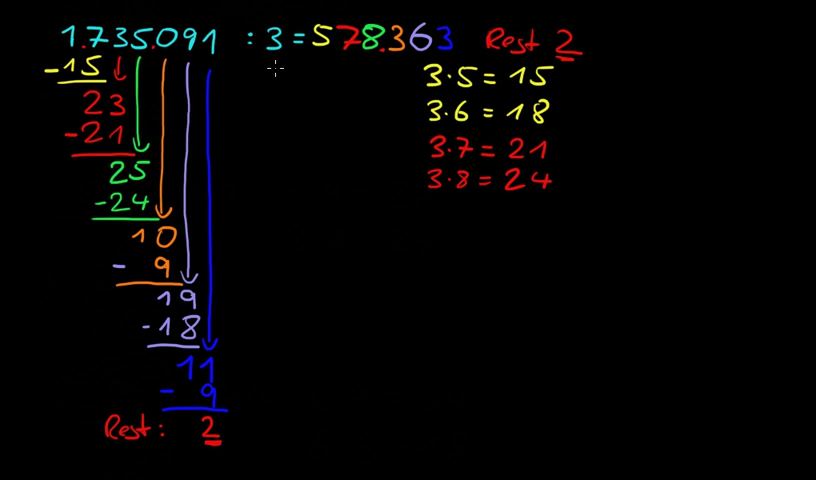 1.735.091 : 3 = 578.363 Rest 2
-15
3·5 = 15
23
3·6 = 18
-21
3·7 = 21
25
3·8 = 24
-24
10
- 9
19
-18
11
- 9
Rest: 2